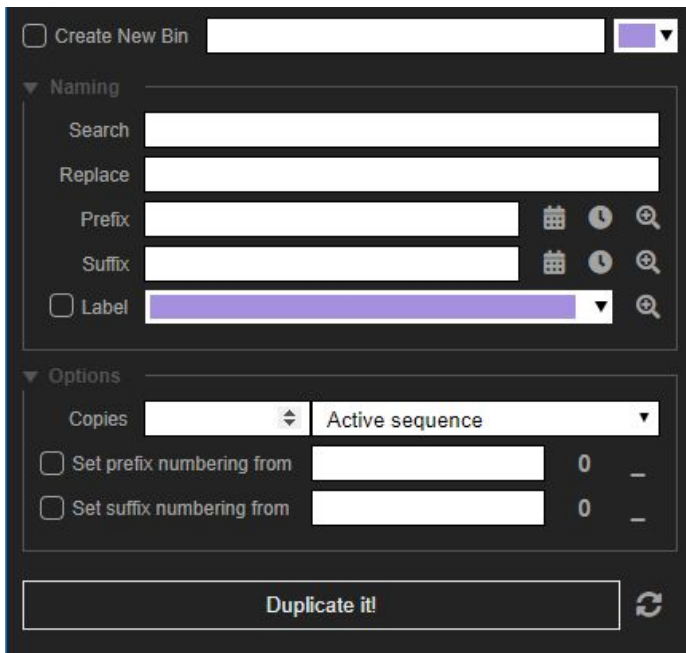 Create New Bin
Naming
Search
Replace
Prefix
Suffix
Label
Options
Copies Active sequence
Set prefix numbering from 0 _
Set suffix numbering from 0 _
Duplicate it!